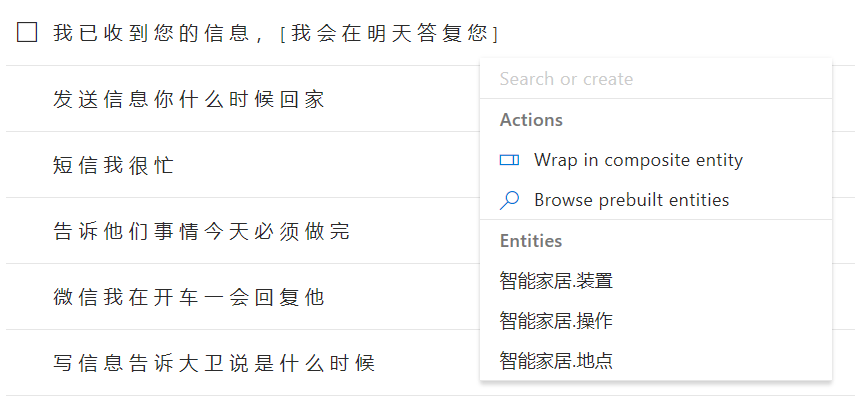 我已收到您的信息，[我会在明天答复您]
发送信息你什么时候回家
短信我很忙
告诉他们事情今天必须做完
微信我在开车一会回复他
写信息告诉大卫说是什么时候
Search or create
Actions
Wrap in composite entity
Browse prebuilt entities
Entities
智能家居.装置
智能家居.操作
智能家居.地点